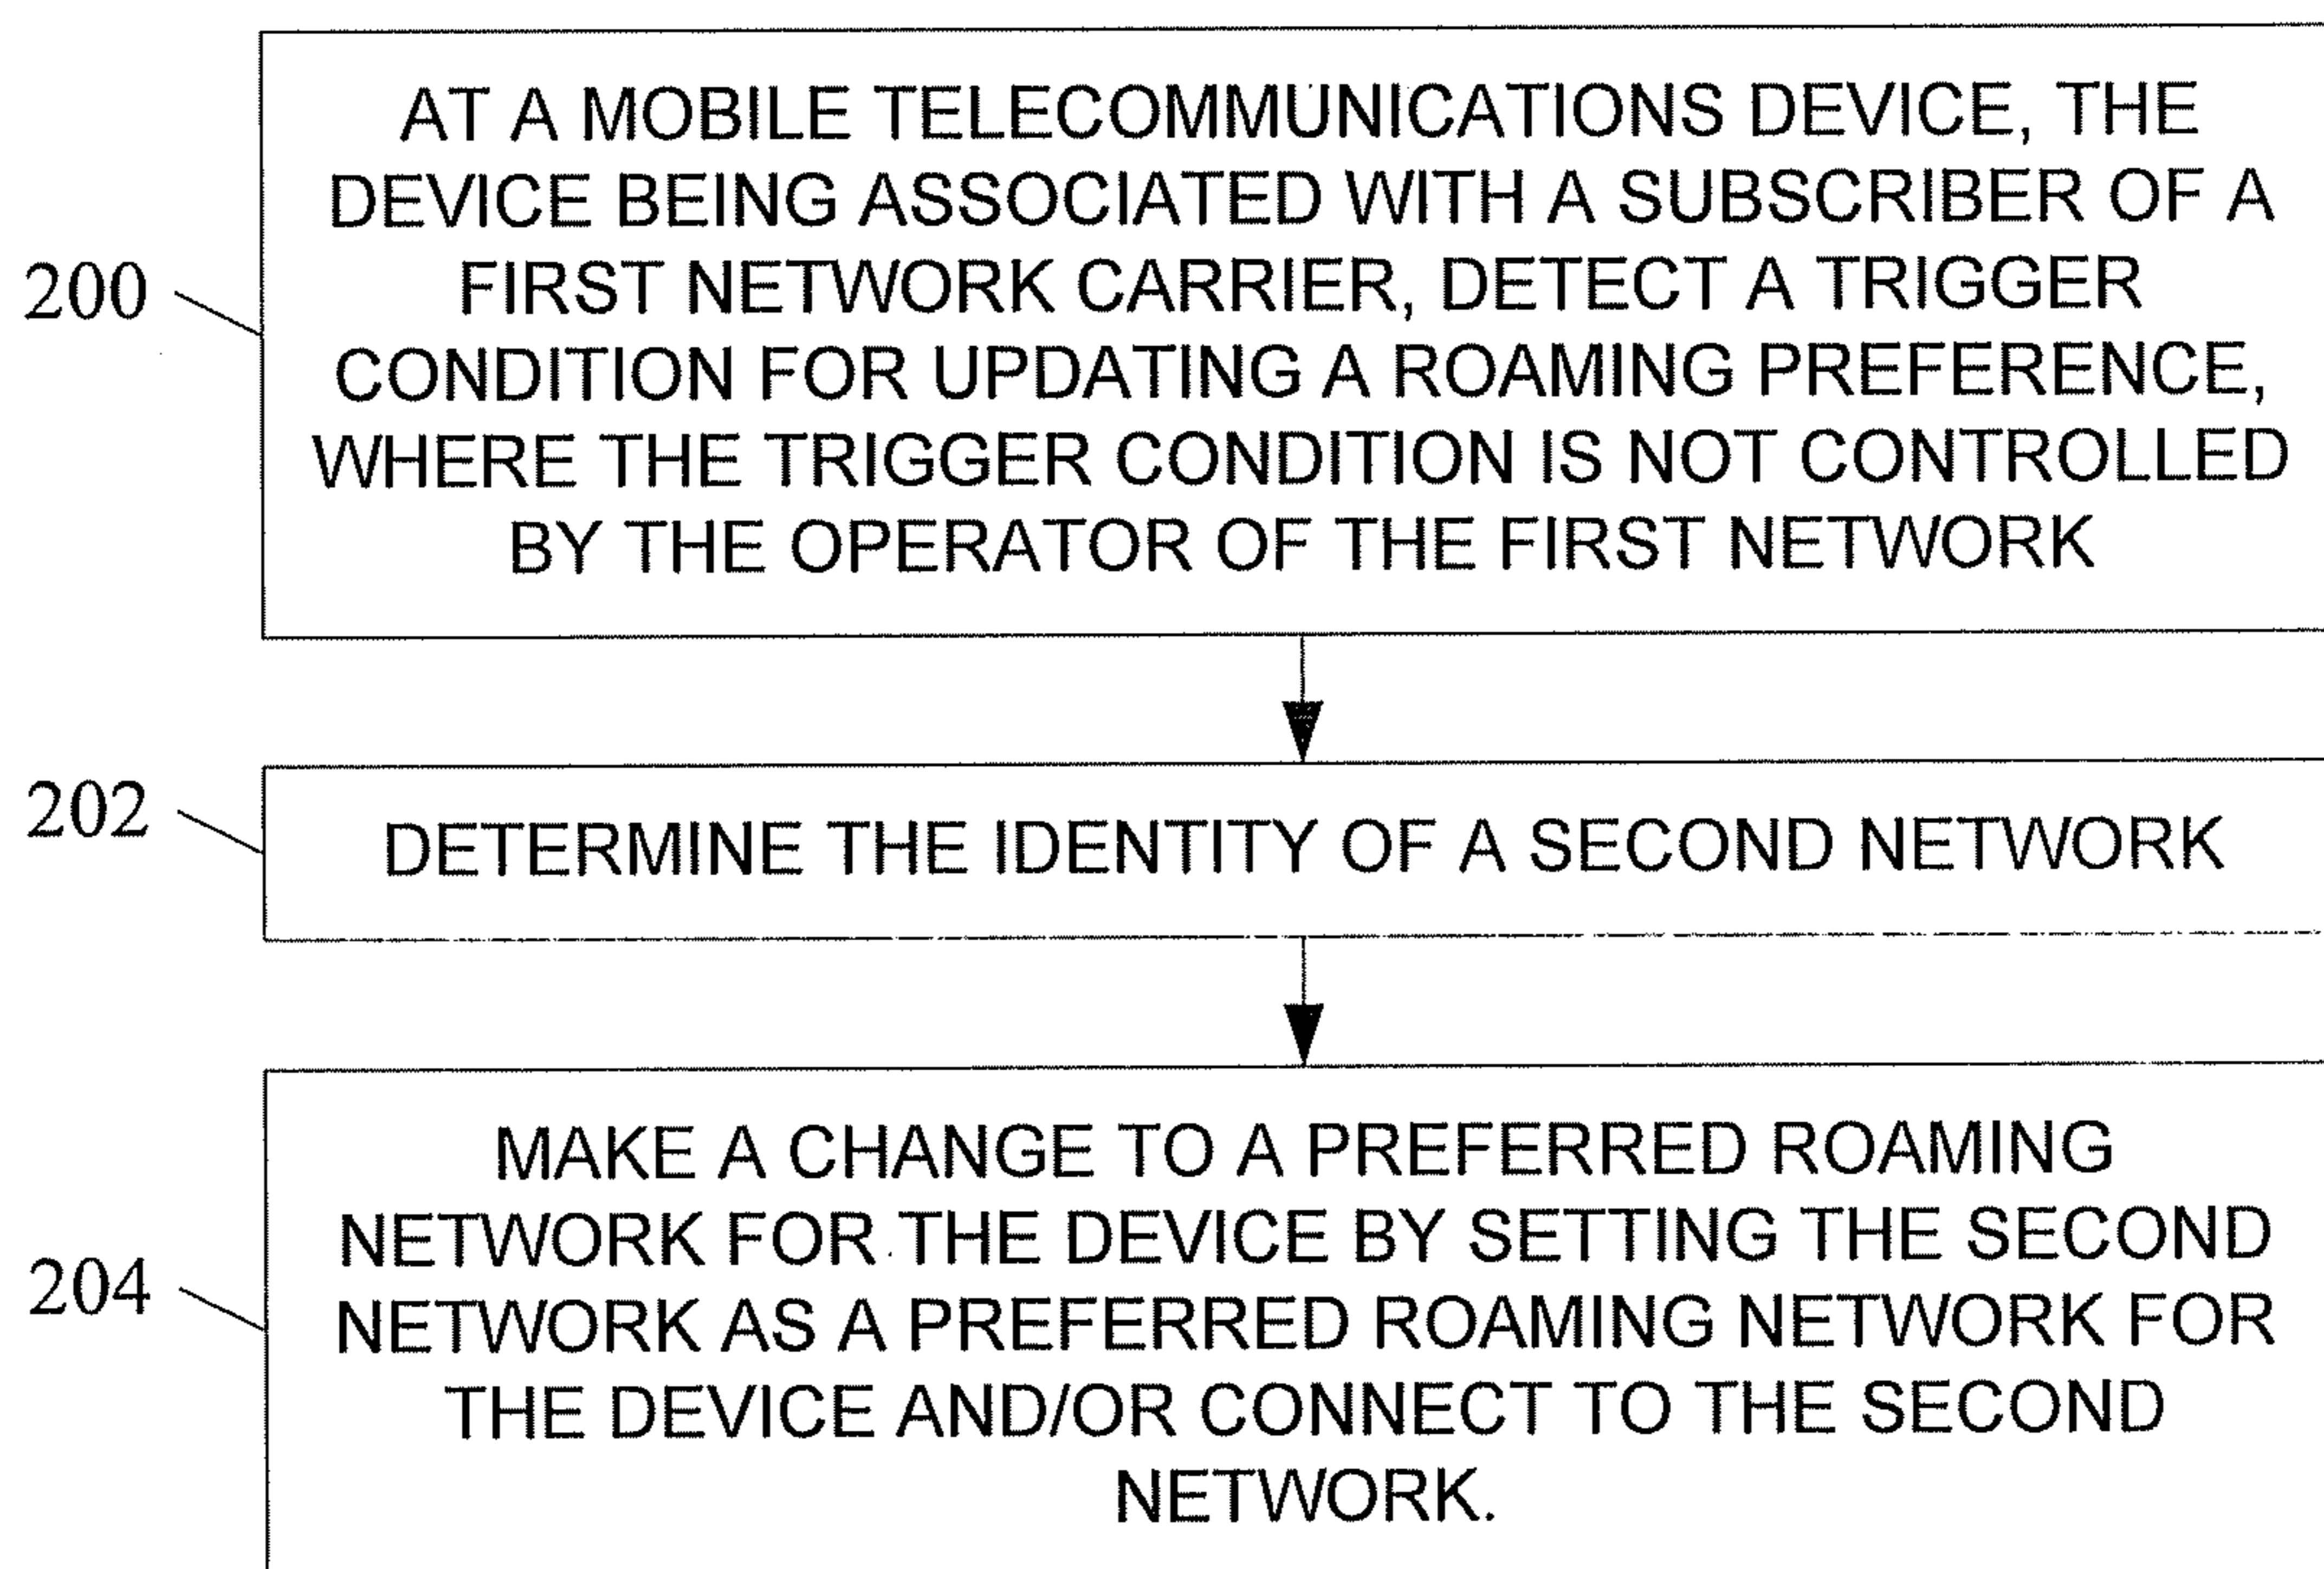 AT A MOBILE TELECOMMUNICATIONS DEVICE, THE
DEVICE BEING ASSOCIATED WITH A SUBSCRIBER OF A
FIRST NETWORK CARRIER, DETECT A TRIGGER
200
CONDITION FOR UPDATING A ROAMING PREFERENCE,
WHERE THE TRIGGER CONDITION IS NOT CONTROLLED
BY THE OPERATOR OF THE FIRST NETWORK
202
DETERMINE THE IDENTITY OF A SECOND NETWORK
MAKE A CHANGE TO A PREFERRED ROAMING
NETWORK FOR THE DEVICE BY SETTING THE SECOND
204
NETWORK AS A PREFERRED ROAMING NETWORK FOR
THE DEVICE AND/OR CONNECT TO THE SECOND
NETWORK.